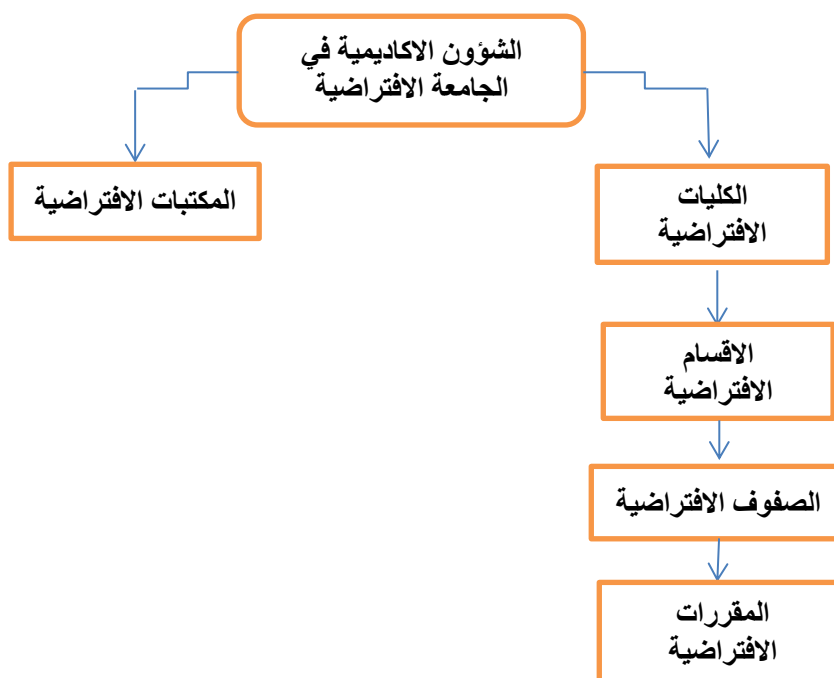 الشؤون الاكاديمية في
الجامعة الافتراضية
الكليات
الافتراضية
المكتبات الافتراضية
الاقسام
الافتراضية
الصفوف الافتراضية
المقررات
الافتراضية